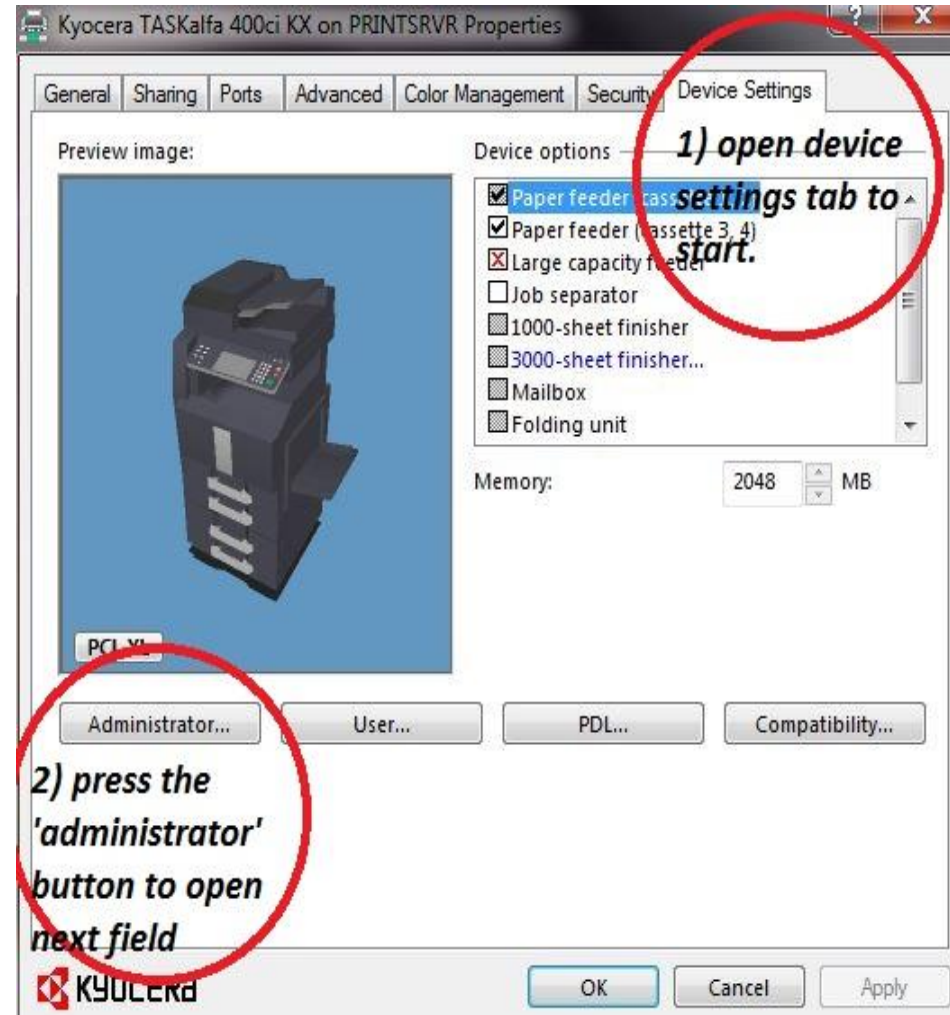 Kyocera TASKalfa 400ci KX on PRINTSRVR Properties
? X
General Sharing Ports Advanced Color Management Security Device Settings
Preview image:
Device options
1) open device
settings tab to
start.
Paper feeder
Paper feeder (cassette 3, 4)
Large capacity feeder
Job separator
1000-sheet finisher
3000-sheet finisher...
Mailbox
Folding unit
Memory: 2048 MB
PCL XL
Administrator... User... PDL... Compatibility...
2) press the
'administrator'
button to open
next field
KYOCERA
OK Cancel Apply